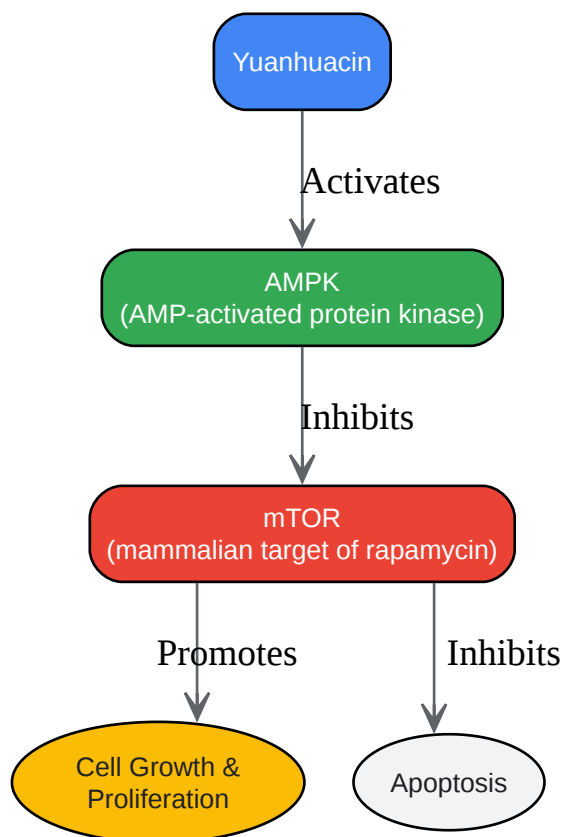 Yuanhuacin
Activates
AMPK
(AMP-activated protein kinase)
Inhibits
mTOR
(mammalian target of rapamycin)
Promotes
Inhibits
Cell Growth &
Proliferation
Apoptosis